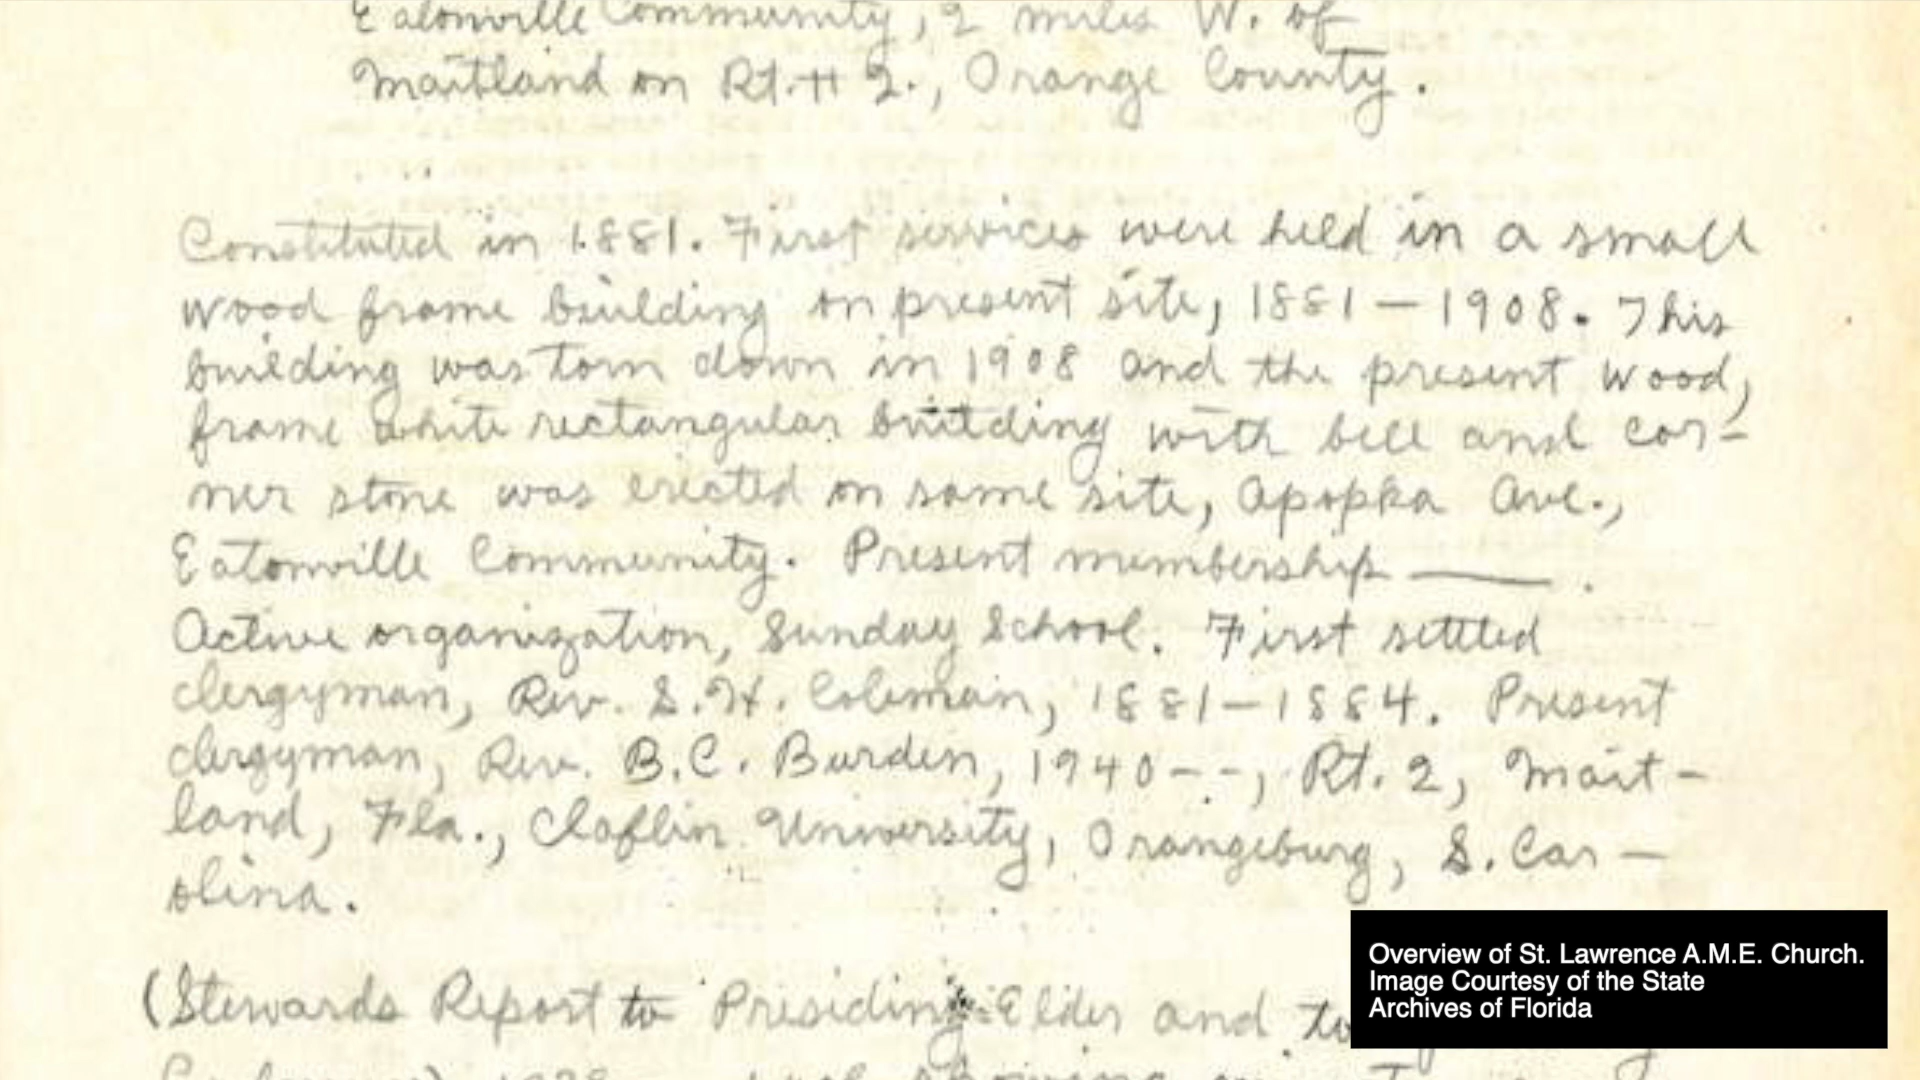 Eatonville Community, 2 miles W. of
Maitland on Rt. # 2., Orange County.
Constituted in 1881. First services were held in a small
wood frame building on present site, 1881 — 1908. This
building was torn down in 1908 and the present wood,
frame white rectangular building with bell and cor-
ner stone was erected on same site, Apopka Ave.,
Eatonville Community. Present membership ——.
Active organization, Sunday School. First settled
clergyman, Rev. S.H. Coleman, 1881—1884. Present
clergyman, Rev. B.C. Burden, 1940--, Rt. 2, Mait-
land, Fla., Claflin University, Orangeburg, S. Car-
olina.
(Stewards Report to Presiding Elder and to
Overview of St. Lawrence A.M.E. Church.
Image Courtesy of the State
Archives of Florida